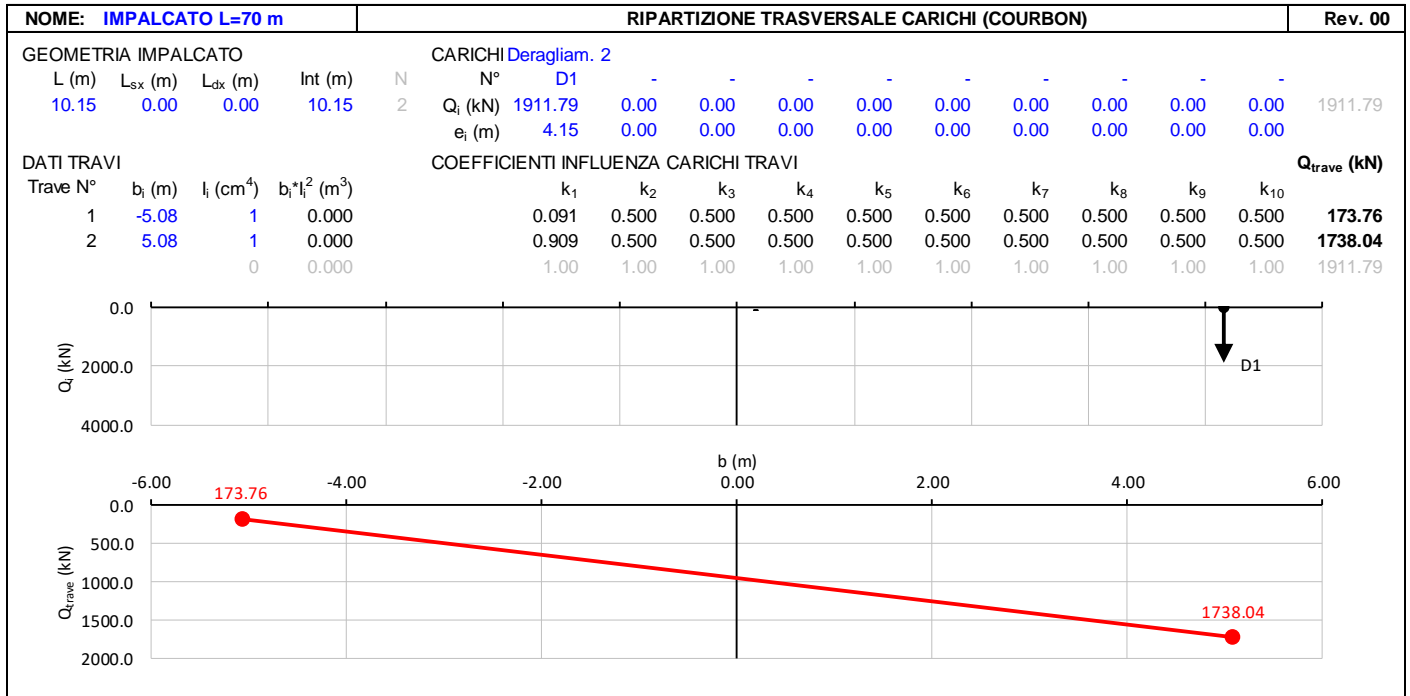 NOME: IMPALCATO L=70 m RIPARTIZIONE TRASVERSALE CARICHI (COURBON) Rev. 00
GEOMETRIA IMPALCATO CARICHI Deragliam. 2
L (m) Lsx (m) Ldx (m) Int (m) N N° D1 - - - - - - - - -
10.15 0.00 0.00 10.15 2 Qi (kN) 1911.79 0.00 0.00 0.00 0.00 0.00 0.00 0.00 0.00 0.00 1911.79
ei (m) 4.15 0.00 0.00 0.00 0.00 0.00 0.00 0.00 0.00 0.00
DATI TRAVI COEFFICIENTI INFLUENZA CARICHI TRAVI Qtrave (kN)
Trave N° bi (m) Ii (cm4) bi*Ii2 (m3) k1 k2 k3 k4 k5 k6 k7 k8 k9 k10
1 -5.08 1 0.000 0.091 0.500 0.500 0.500 0.500 0.500 0.500 0.500 0.500 0.500 173.76
2 5.08 1 0.000 0.909 0.500 0.500 0.500 0.500 0.500 0.500 0.500 0.500 0.500 1738.04
0 0.000 1.00 1.00 1.00 1.00 1.00 1.00 1.00 1.00 1.00 1.00 1911.79
0.0
-
Qi (kN)
2000.0
D1
4000.0
b (m)
-6.00 -4.00 -2.00 0.00 2.00 4.00 6.00
173.76
0.0
500.0
Qtrave (kN)
1000.0
1500.0
1738.04
2000.0